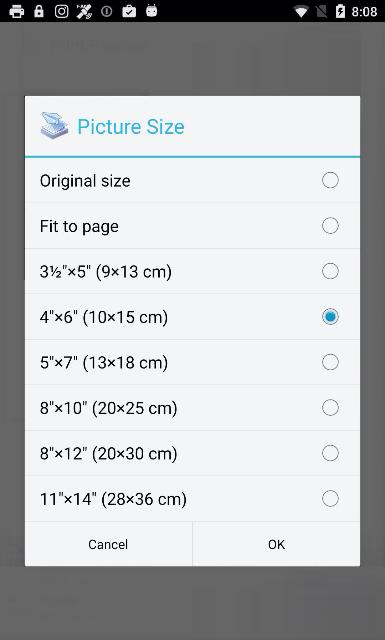 8:08
Picture Size
Original size
Fit to page
3½"×5" (9×13 cm)
4"×6" (10×15 cm)
5"×7" (13×18 cm)
8"×10" (20×25 cm)
8"×12" (20×30 cm)
11"×14" (28×36 cm)
Cancel OK